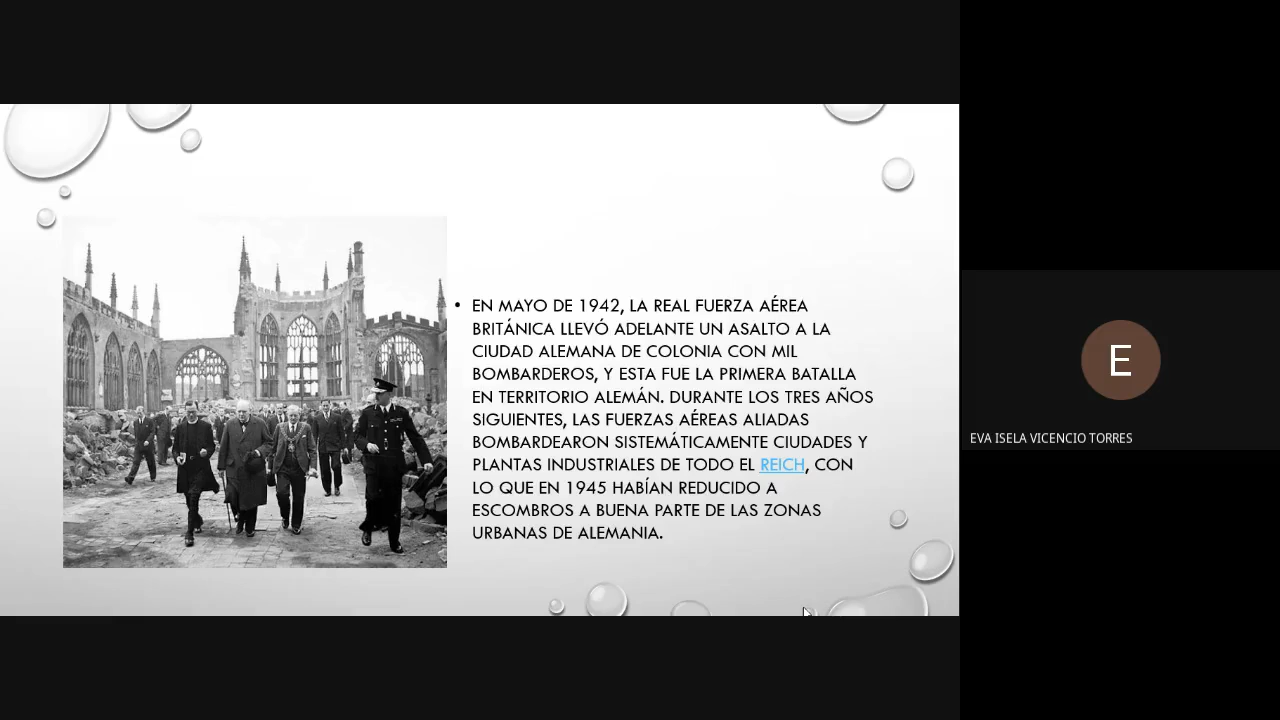 • EN MAYO DE 1942, LA REAL FUERZA AÉREA
BRITÁNICA LLEVÓ ADELANTE UN ASALTO A LA
CIUDAD ALEMANA DE COLONIA CON MIL
BOMBARDEROS, Y ESTA FUE LA PRIMERA BATALLA
EN TERRITORIO ALEMÁN. DURANTE LOS TRES AÑOS
SIGUIENTES, LAS FUERZAS AÉREAS ALIADAS
BOMBARDEARON SISTEMÁTICAMENTE CIUDADES Y
PLANTAS INDUSTRIALES DE TODO EL REICH, CON
LO QUE EN 1945 HABÍAN REDUCIDO A
ESCOMBROS A BUENA PARTE DE LAS ZONAS
URBANAS DE ALEMANIA.
E
EVA ISELA VICENCIO TORRES